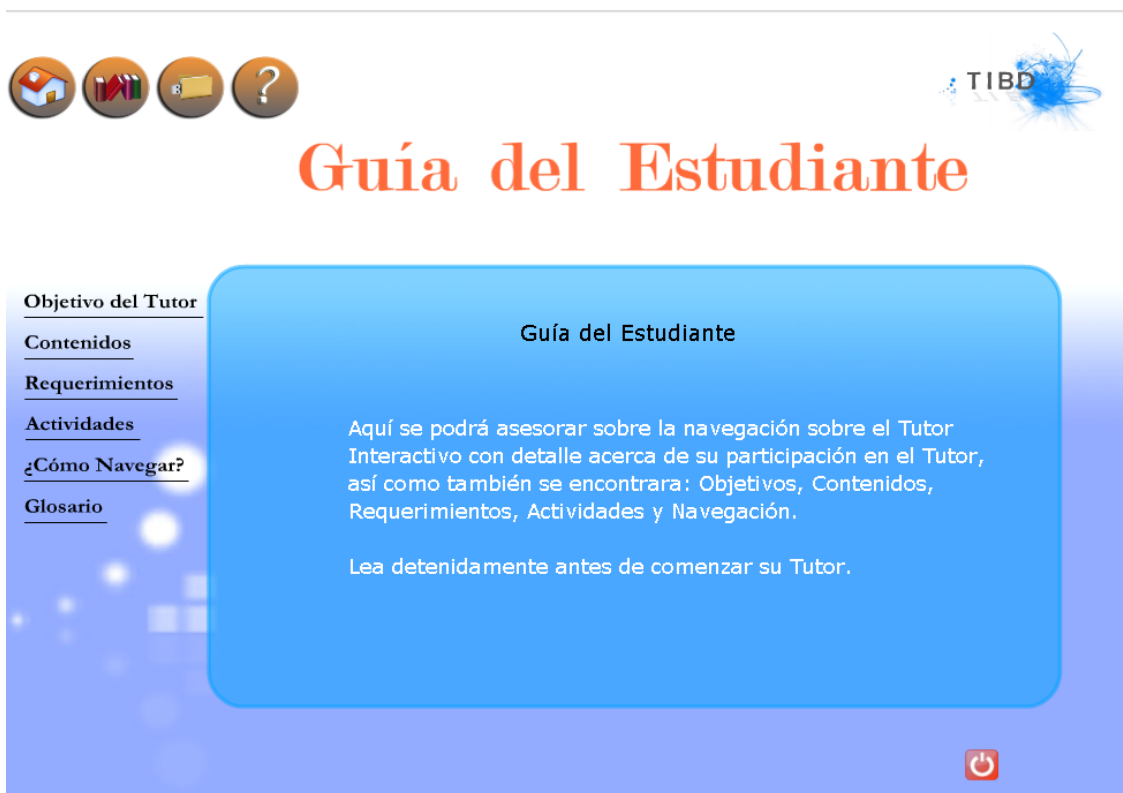 TIBD
Guía del Estudiante
Objetivo del Tutor
Contenidos
Requerimientos
Actividades
¿Cómo Navegar?
Glosario
Guía del Estudiante
Aquí se podrá asesorar sobre la navegación sobre el Tutor
Interactivo con detalle acerca de su participación en el Tutor,
así como también se encontrara: Objetivos, Contenidos,
Requerimientos, Actividades y Navegación.
Lea detenidamente antes de comenzar su Tutor.